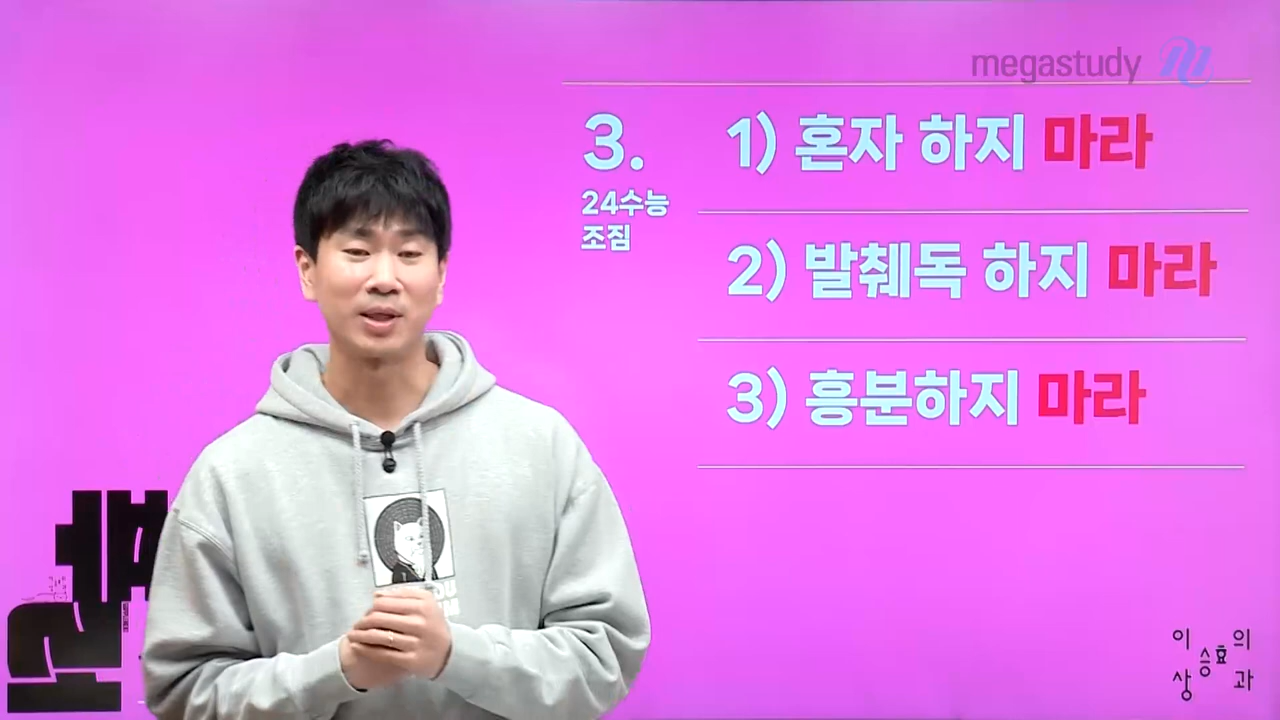 megastudy
3.
24수능
조짐
1) 혼자 하지 마라
2) 발췌독 하지 마라
3) 흥분하지 마라
이승효의
상과